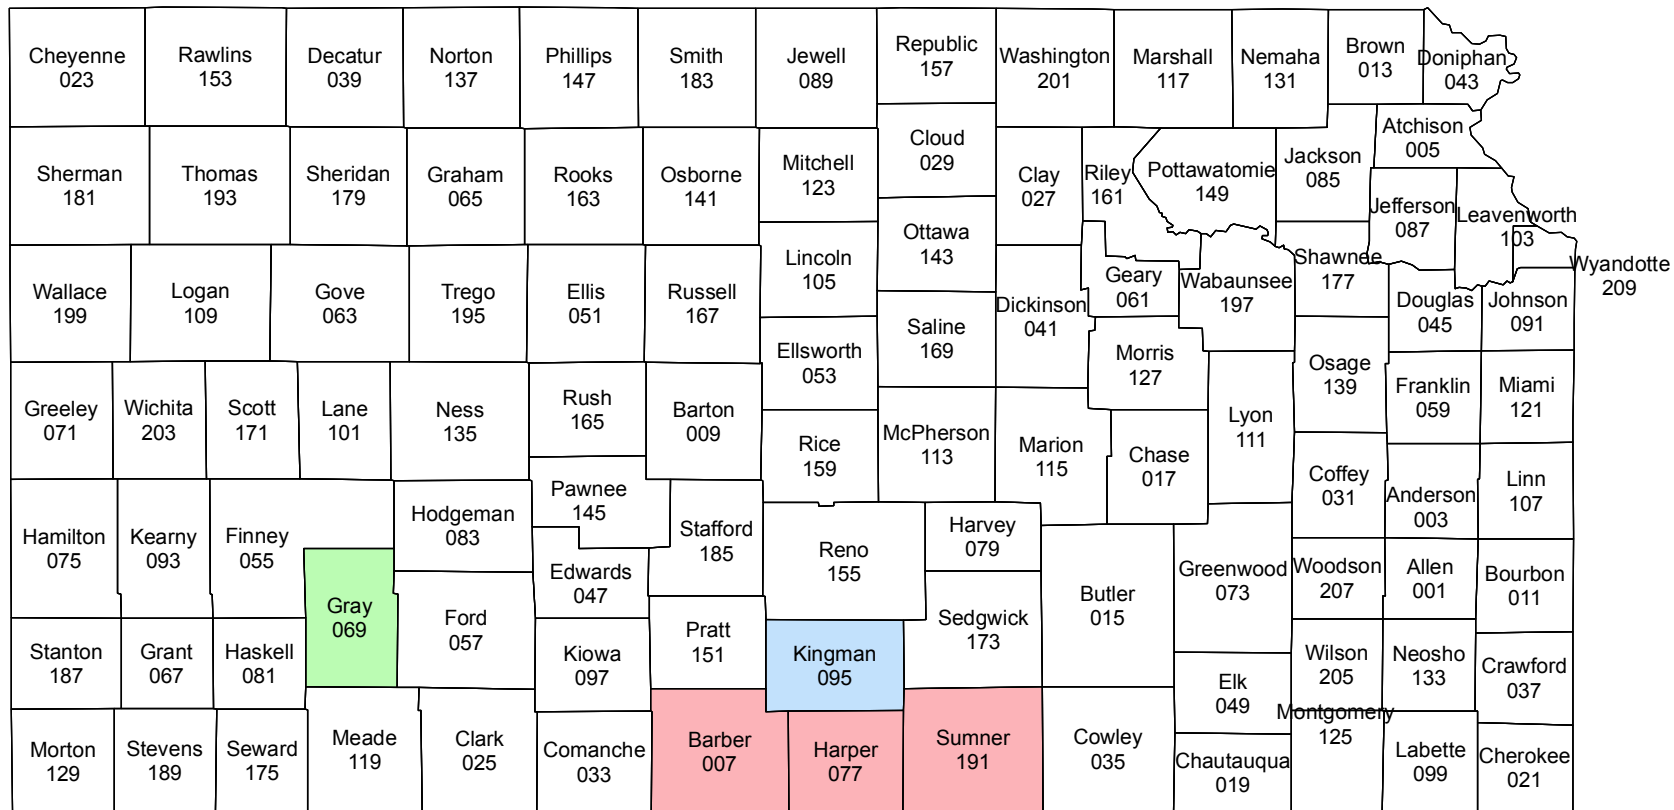 Cheyenne
023
Rawlins
153
Decatur
039
Norton
137
Phillips
147
Smith
183
Jewell
089
Republic
157
Washington
201
Marshall
117
Nemaha
131
Brown
013
Doniphan
043
Sherman
181
Thomas
193
Sheridan
179
Graham
065
Rooks
163
Osborne
141
Mitchell
123
Cloud
029
Clay
027
Riley
161
Pottawatomie
149
Jackson
085
Atchison
005
Jefferson
087
Leavenworth
103
Wyandotte
209
Wallace
199
Logan
109
Gove
063
Trego
195
Ellis
051
Russell
167
Lincoln
105
Ottawa
143
Dickinson
041
Geary
061
Wabaunsee
197
Shawnee
177
Douglas
045
Johnson
091
Ellsworth
053
Saline
169
Morris
127
Osage
139
Franklin
059
Miami
121
Greeley
071
Wichita
203
Scott
171
Lane
101
Ness
135
Rush
165
Barton
009
Rice
159
McPherson
113
Marion
115
Chase
017
Lyon
111
Coffey
031
Anderson
003
Linn
107
Hamilton
075
Kearny
093
Finney
055
Hodgeman
083
Pawnee
145
Stafford
185
Reno
155
Harvey
079
Butler
015
Greenwood
073
Woodson
207
Allen
001
Bourbon
011
Gray
069
Ford
057
Edwards
047
Pratt
151
Kingman
095
Sedgwick
173
Stanton
187
Grant
067
Haskell
081
Kiowa
097
Elk
049
Wilson
205
Neosho
133
Crawford
037
Morton
129
Stevens
189
Seward
175
Meade
119
Clark
025
Comanche
033
Barber
007
Harper
077
Sumner
191
Cowley
035
Chautauqua
019
Montgomery
125
Labette
099
Cherokee
021